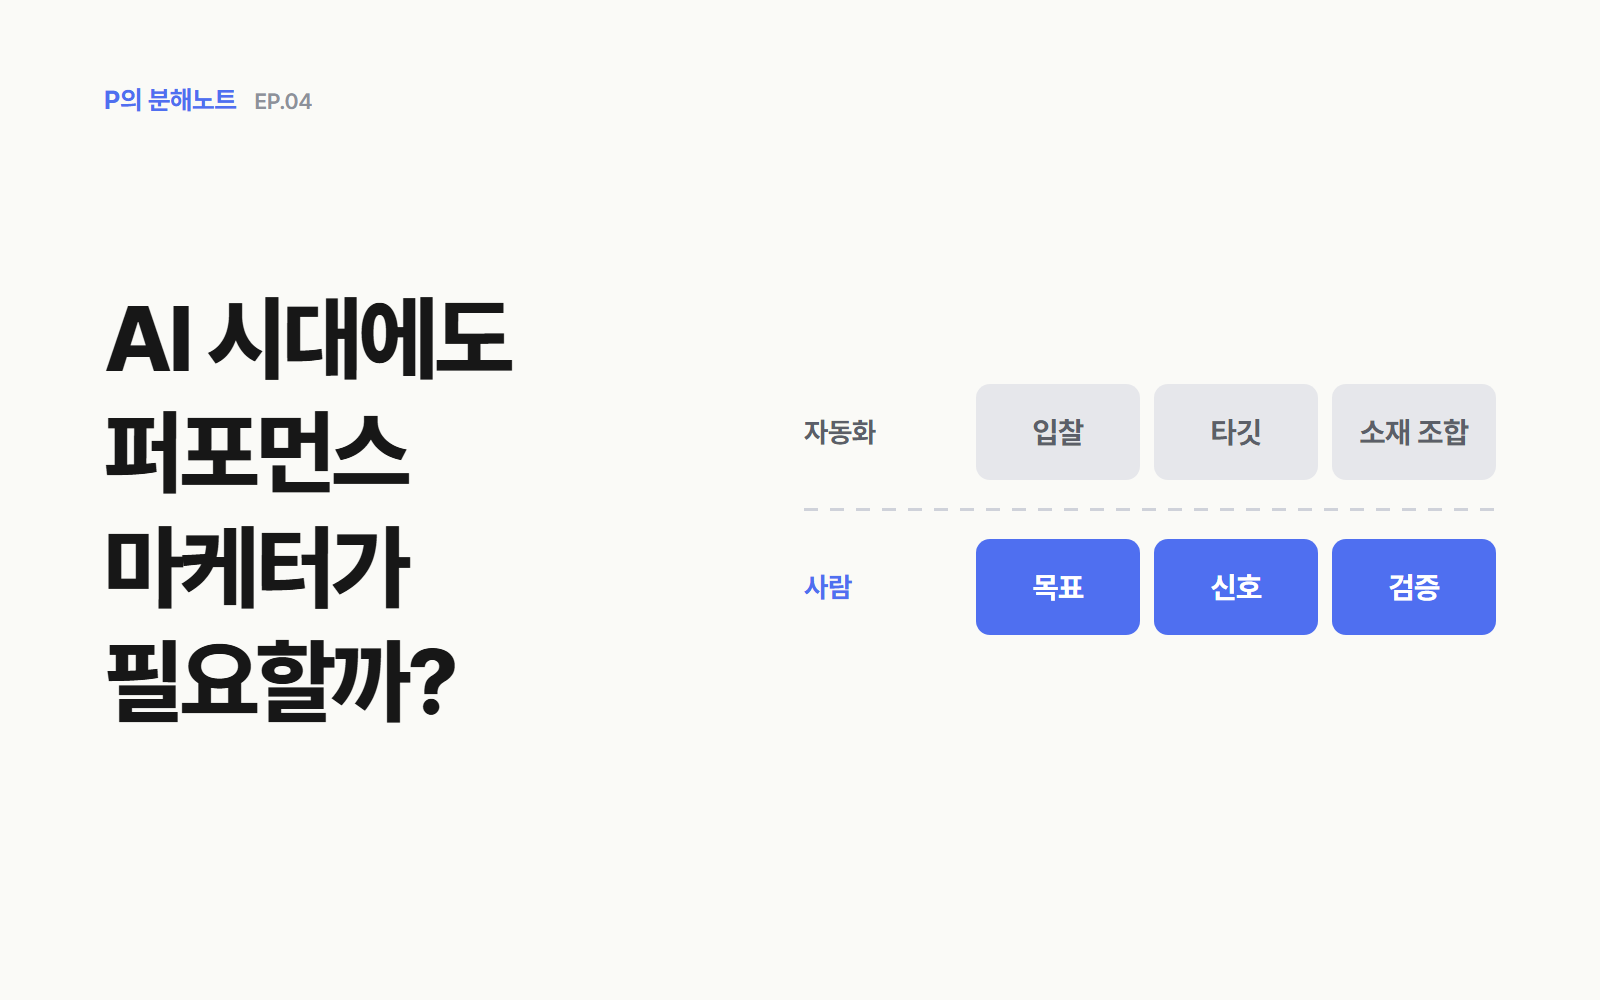 P의 분해노트 EP.04
AI 시대에도
퍼포먼스
마케터가
필요할까?
자동화 입찰 타깃 소재 조합
사람 목표 신호 검증